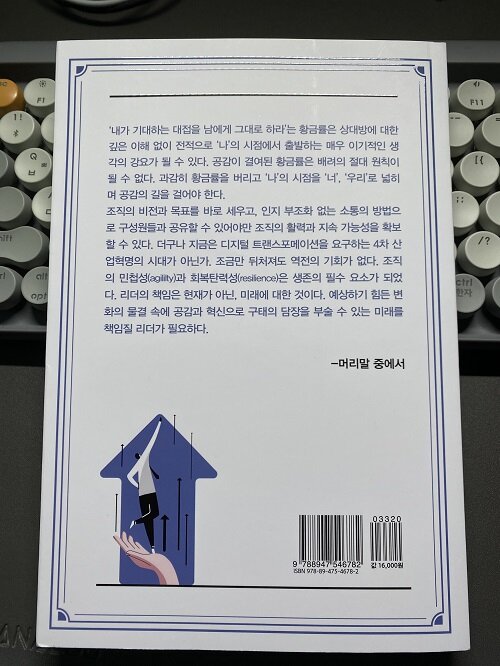 '내가 기대하는 대접을 남에게 그대로 하라'는 황금률은 상대방에 대한
깊은 이해 없이 전적으로 '나'의 시점에서 출발하는 매우 이기적인 생
각의 강요가 될 수 있다. 공감이 결여된 황금률은 배려의 절대 원칙이
될 수 없다. 과감히 황금률을 버리고 '나'의 시점을 '너', '우리'로 넓히
며 공감의 길을 걸어야 한다.
조직의 비전과 목표를 바로 세우고, 인지 부조화 없는 소통의 방법으
로 구성원들과 공유할 수 있어야만 조직의 활력과 지속 가능성을 확보
할 수 있다. 더구나 지금은 디지털 트랜스포메이션을 요구하는 4차 산
업혁명의 시대가 아닌가. 조금만 뒤처져도 역전의 기회가 없다. 조직
의 민첩성(agility)과 회복탄력성(resilience)은 생존의 필수 요소가 되었
다. 리더의 책임은 현재가 아닌, 미래에 대한 것이다. 예상하기 힘든 변
화의 물결 속에 공감과 혁신으로 구태의 담장을 부술 수 있는 미래를
책임질 리더가 필요하다.
–머리말 중에서
03320
9 788947 546782
ISBN 978-89-475-4678-2
값 16,000원
F1
F11
!
1
Q
ㅃ
ㅂ
A
shift
alt
opt
ctrl
한자